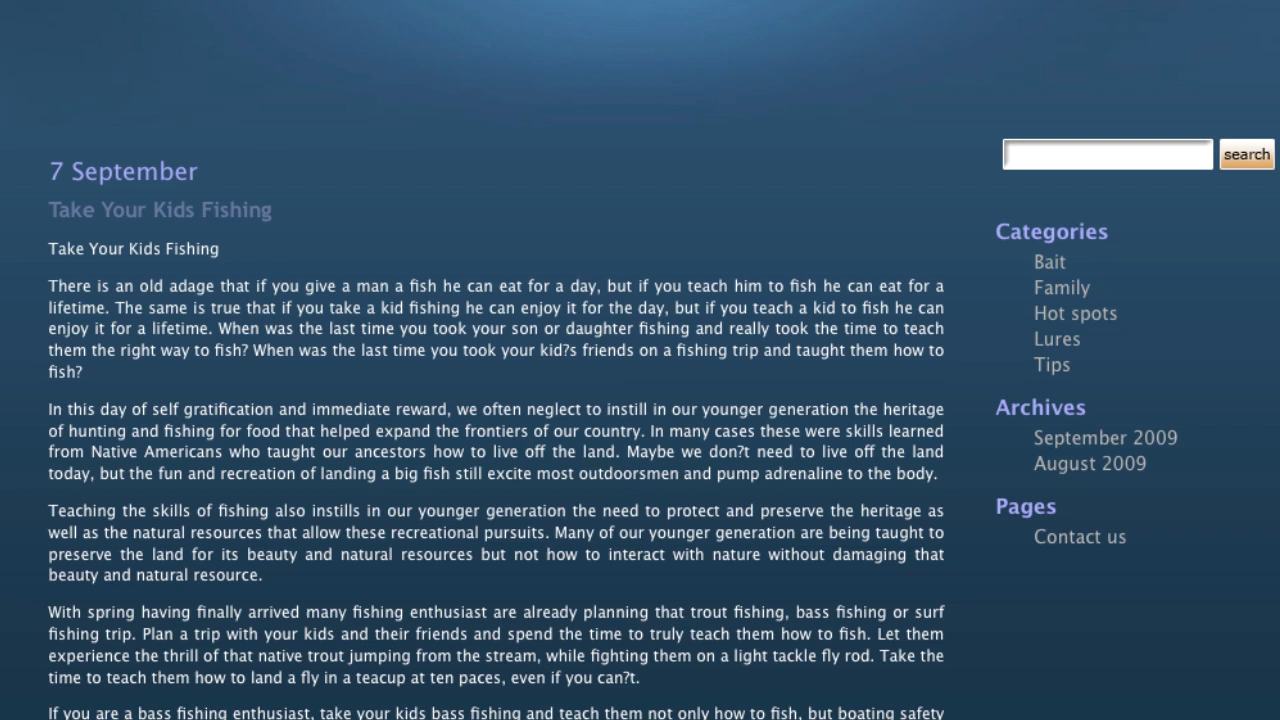 search
7 September
Take Your Kids Fishing
Take Your Kids Fishing
There is an old adage that if you give a man a fish he can eat for a day, but if you teach him to fish he can eat for a
lifetime. The same is true that if you take a kid fishing he can enjoy it for the day, but if you teach a kid to fish he can
enjoy it for a lifetime. When was the last time you took your son or daughter fishing and really took the time to teach
them the right way to fish? When was the last time you took your kid?s friends on a fishing trip and taught them how to
fish?
In this day of self gratification and immediate reward, we often neglect to instill in our younger generation the heritage
of hunting and fishing for food that helped expand the frontiers of our country. In many cases these were skills learned
from Native Americans who taught our ancestors how to live off the land. Maybe we don?t need to live off the land
today, but the fun and recreation of landing a big fish still excite most outdoorsmen and pump adrenaline to the body.
Teaching the skills of fishing also instills in our younger generation the need to protect and preserve the heritage as
well as the natural resources that allow these recreational pursuits. Many of our younger generation are being taught to
preserve the land for its beauty and natural resources but not how to interact with nature without damaging that
beauty and natural resource.
With spring having finally arrived many fishing enthusiast are already planning that trout fishing, bass fishing or surf
fishing trip. Plan a trip with your kids and their friends and spend the time to truly teach them how to fish. Let them
experience the thrill of that native trout jumping from the stream, while fighting them on a light tackle fly rod. Take the
time to teach them how to land a fly in a teacup at ten paces, even if you can?t.
If you are a bass fishing enthusiast, take your kids bass fishing and teach them not only how to fish, but boating safety
Categories
Bait
Family
Hot spots
Lures
Tips
Archives
September 2009
August 2009
Pages
Contact us